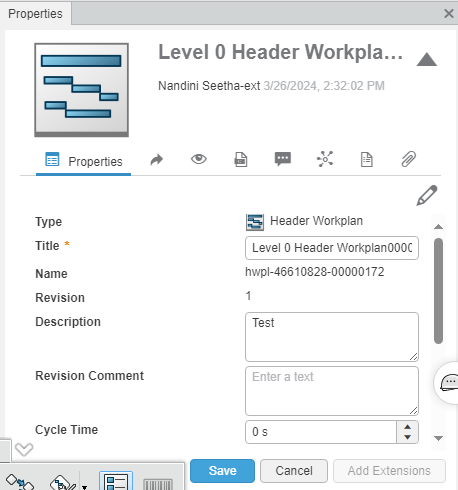 Properties
Level 0 Header Workpla...
Nandini Seetha-ext 3/26/2024, 2:32:02 PM
Properties
Type Header Workplan
Title * Level 0 Header Workplan0000
Name hwpl-46610828-00000172
Revision 1
Description Test
Revision Comment Enter a text
Cycle Time 0 s
Save Cancel Add Extensions